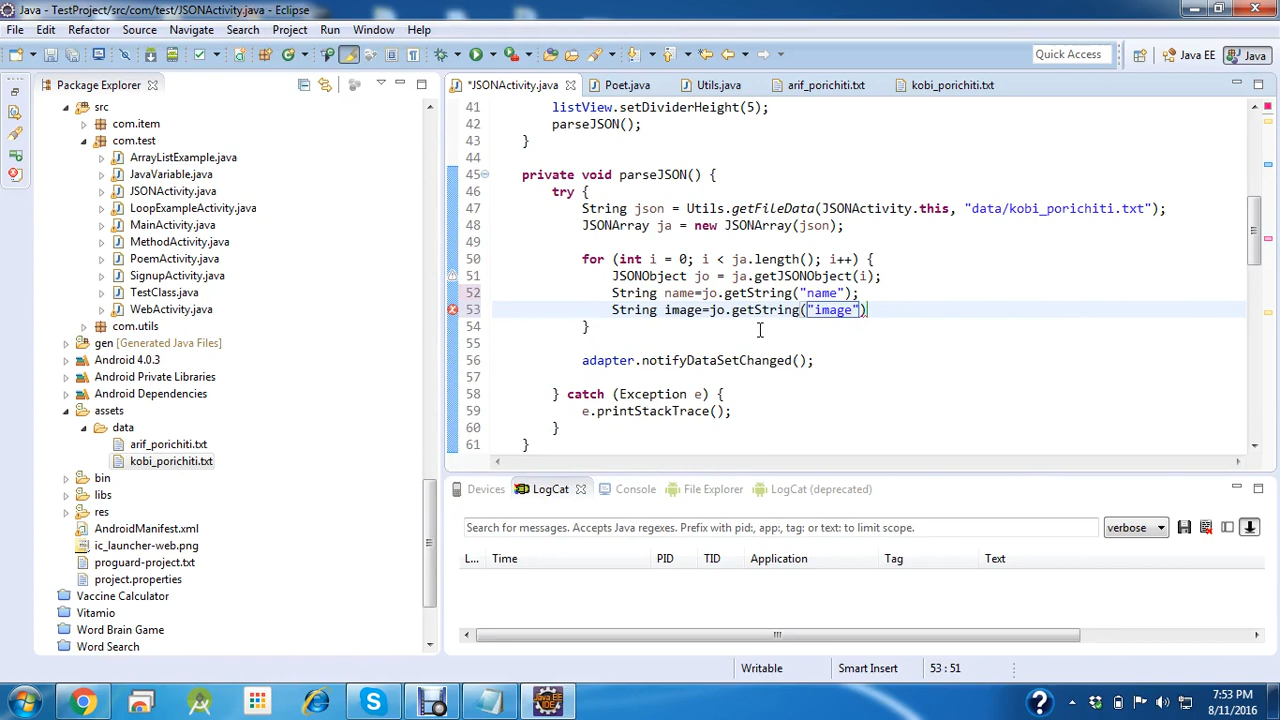 Java - TestProject/src/com/test/JSONActivity.java - Eclipse
File Edit Refactor Source Navigate Search Project Run Window Help
Quick Access Java EE Java
Package Explorer
*JSONActivity.java Poet.java Utils.java arif_porichiti.txt kobi_porichiti.txt
src
com.item
com.test
ArrayListExample.java
JavaVariable.java
JSONActivity.java
LoopExampleActivity.java
MainActivity.java
MethodActivity.java
PoemActivity.java
SignupActivity.java
TestClass.java
WebActivity.java
com.utils
gen [Generated Java Files]
Android 4.0.3
Android Private Libraries
Android Dependencies
assets
data
arif_porichiti.txt
kobi_porichiti.txt
bin
libs
res
AndroidManifest.xml
ic_launcher-web.png
proguard-project.txt
project.properties
Vaccine Calculator
Vitamio
Word Brain Game
Word Search
41 listView.setDividerHeight(5);
42 parseJSON();
43 }
44
45 private void parseJSON() {
46 try {
47 String json = Utils.getFileData(JSONActivity.this, "data/kobi_porichiti.txt");
48 JSONArray ja = new JSONArray(json);
49
50 for (int i = 0; i < ja.length(); i++) {
51 JSONObject jo = ja.getJSONObject(i);
52 String name=jo.getString("name");
53 String image=jo.getString("image")
54 }
55
56 adapter.notifyDataSetChanged();
57
58 } catch (Exception e) {
59 e.printStackTrace();
60 }
61 }
Devices LogCat Console File Explorer LogCat (deprecated)
Search for messages. Accepts Java regexes. Prefix with pid:, app:, tag: or text: to limit scope. verbose
L... Time PID TID Application Tag Text
Writable Smart Insert 53 : 51
7:53 PM
8/11/2016